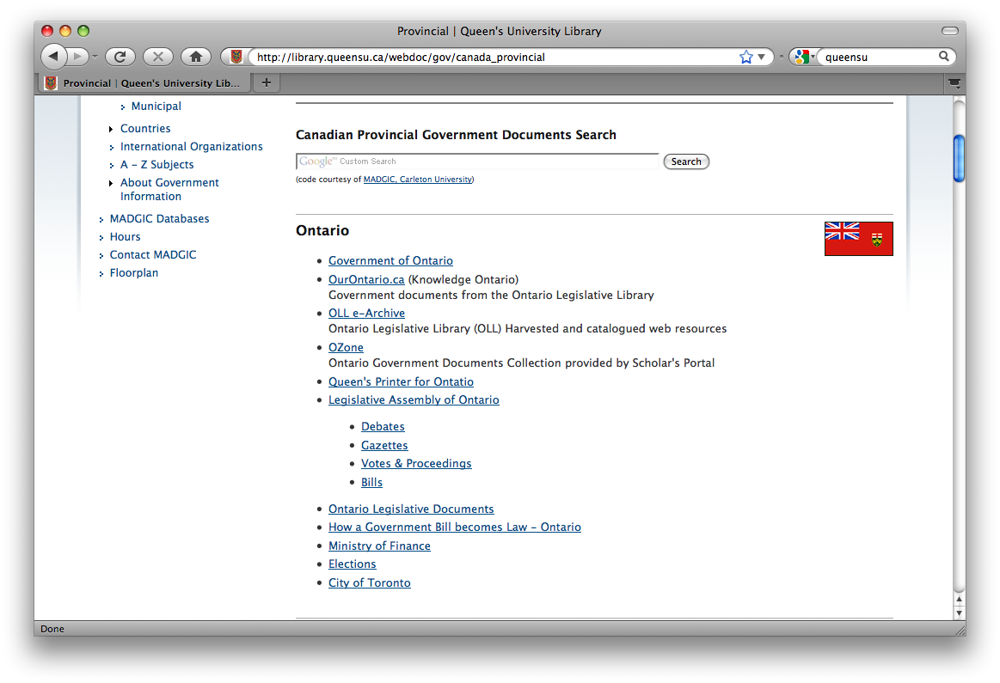 Provincial | Queen's University Library
http://library.queensu.ca/webdoc/gov/canada_provincial
queensu
Provincial | Queen's University Lib...
Municipal
Countries
International Organizations
A – Z Subjects
About Government
Information
MADGIC Databases
Hours
Contact MADGIC
Floorplan
Canadian Provincial Government Documents Search
Google™ Custom Search
Search
(code courtesy of MADGIC, Carleton University)
Ontario
Government of Ontario
OurOntario.ca (Knowledge Ontario)
Government documents from the Ontario Legislative Library
OLL e-Archive
Ontario Legislative Library (OLL) Harvested and catalogued web resources
OZone
Ontario Government Documents Collection provided by Scholar's Portal
Queen's Printer for Ontatio
Legislative Assembly of Ontario
Debates
Gazettes
Votes & Proceedings
Bills
Ontario Legislative Documents
How a Government Bill becomes Law – Ontario
Ministry of Finance
Elections
City of Toronto
Done